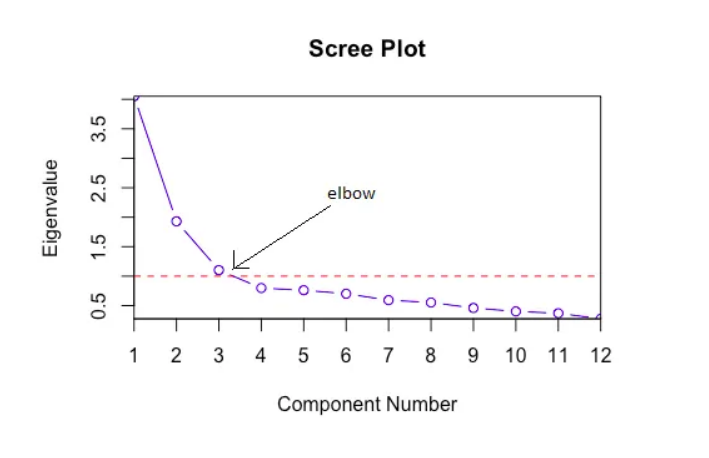 Scree Plot
elbow
Eigenvalue
3.5
2.5
1.5
0.5
1 2 3 4 5 6 7 8 9 10 11 12
Component Number